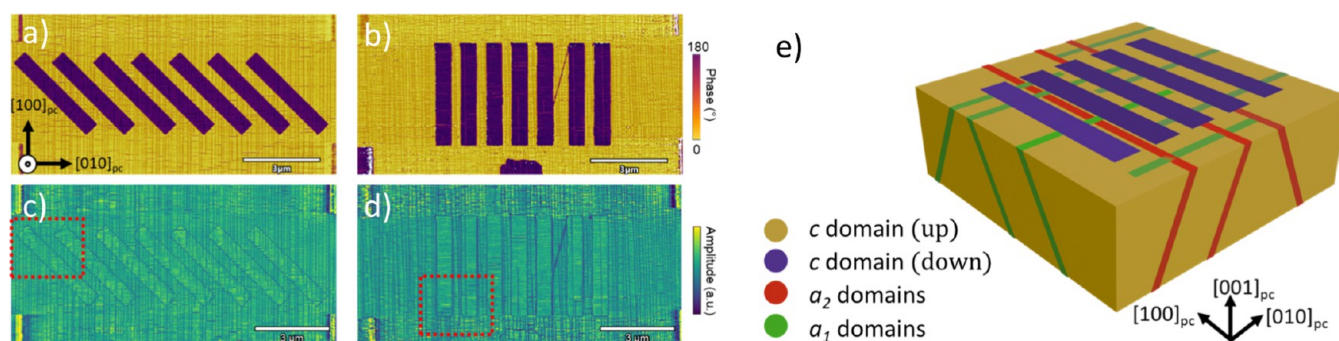 a)
[100]pc
[010]pc
3µm
b)
180
Phase (°)
0
3µm
c)
3 µm
d)
3 µm
Amplitude (a.u.)
e)
c domain (up)
c domain (down)
a2 domains
a1 domains
[001]pc
[100]pc
[010]pc